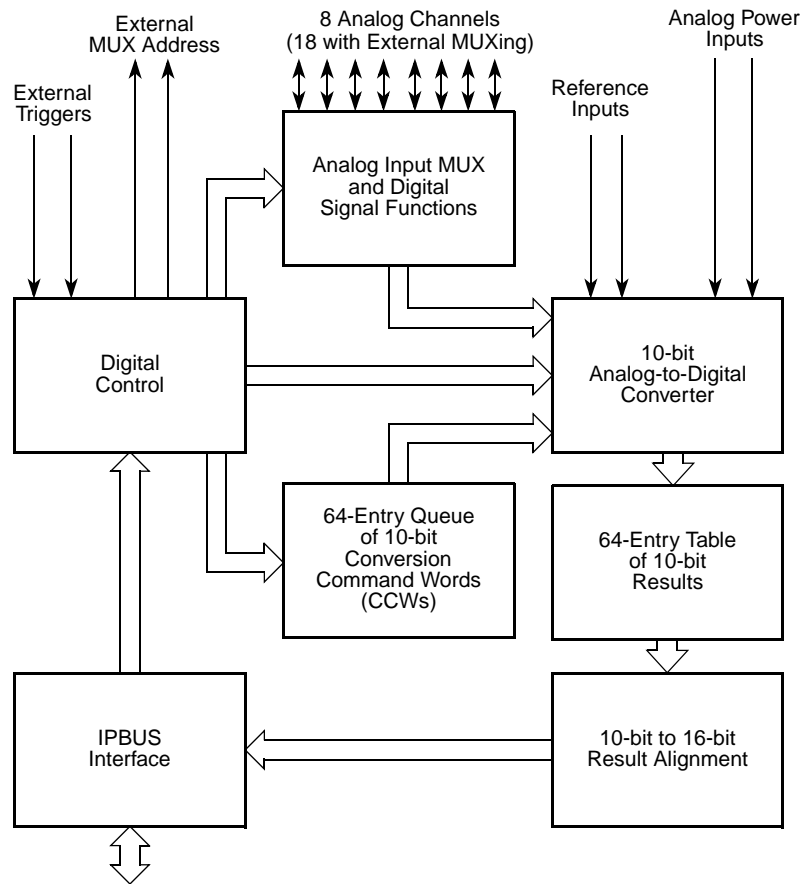 External
MUX Address
8 Analog Channels
(18 with External MUXing)
Analog Power
Inputs
External
Triggers
Reference
Inputs
Analog Input MUX
and Digital
Signal Functions
Digital
Control
10-bit
Analog-to-Digital
Converter
64-Entry Queue
of 10-bit
Conversion
Command Words
(CCWs)
64-Entry Table
of 10-bit
Results
IPBUS
Interface
10-bit to 16-bit
Result Alignment